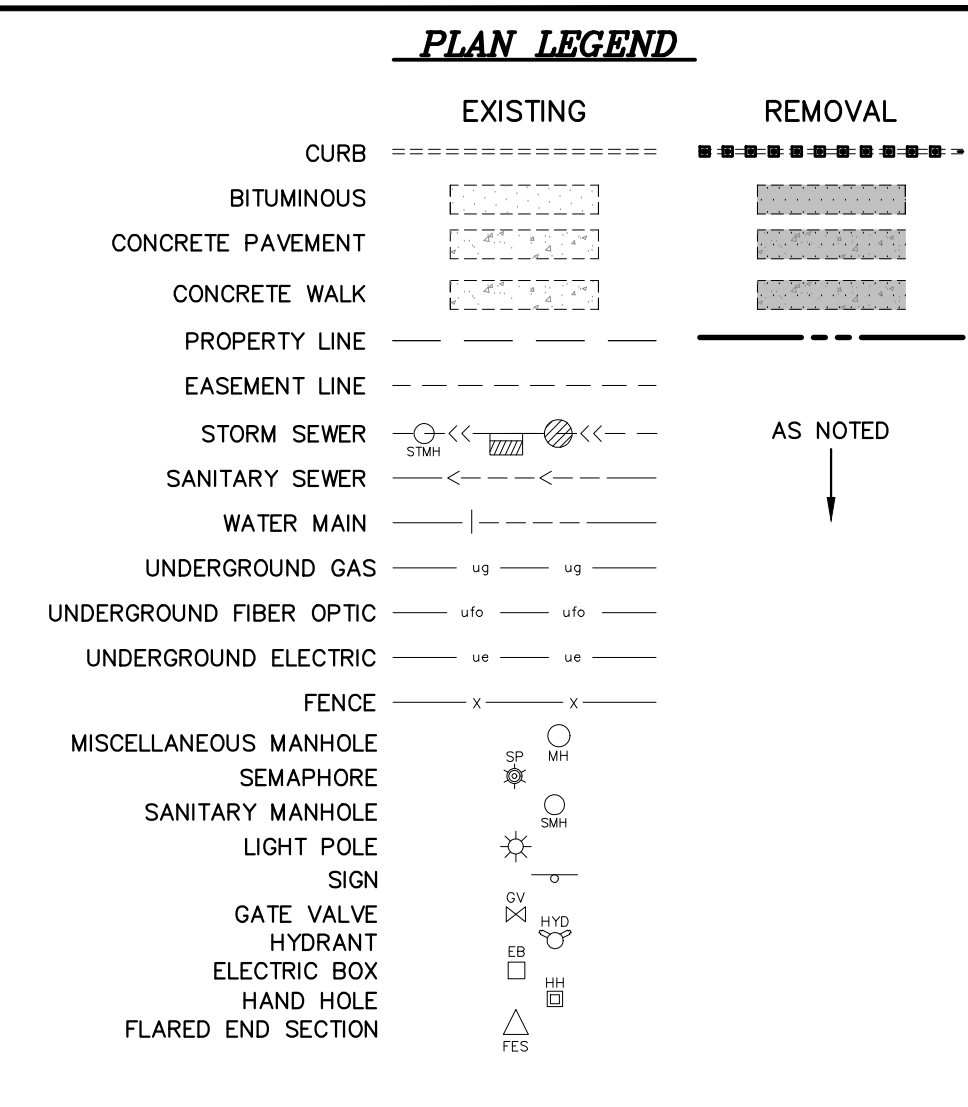 PLAN LEGEND
EXISTING REMOVAL
CURB
BITUMINOUS
CONCRETE PAVEMENT
CONCRETE WALK
PROPERTY LINE
EASEMENT LINE
STORM SEWER STMH AS NOTED
SANITARY SEWER
WATER MAIN
UNDERGROUND GAS ug ug
UNDERGROUND FIBER OPTIC ufo ufo
UNDERGROUND ELECTRIC ue ue
FENCE x x
MISCELLANEOUS MANHOLE MH
SEMAPHORE SP
SANITARY MANHOLE SMH
LIGHT POLE
SIGN
GATE VALVE GV
HYDRANT HYD
ELECTRIC BOX EB
HAND HOLE HH
FLARED END SECTION FES